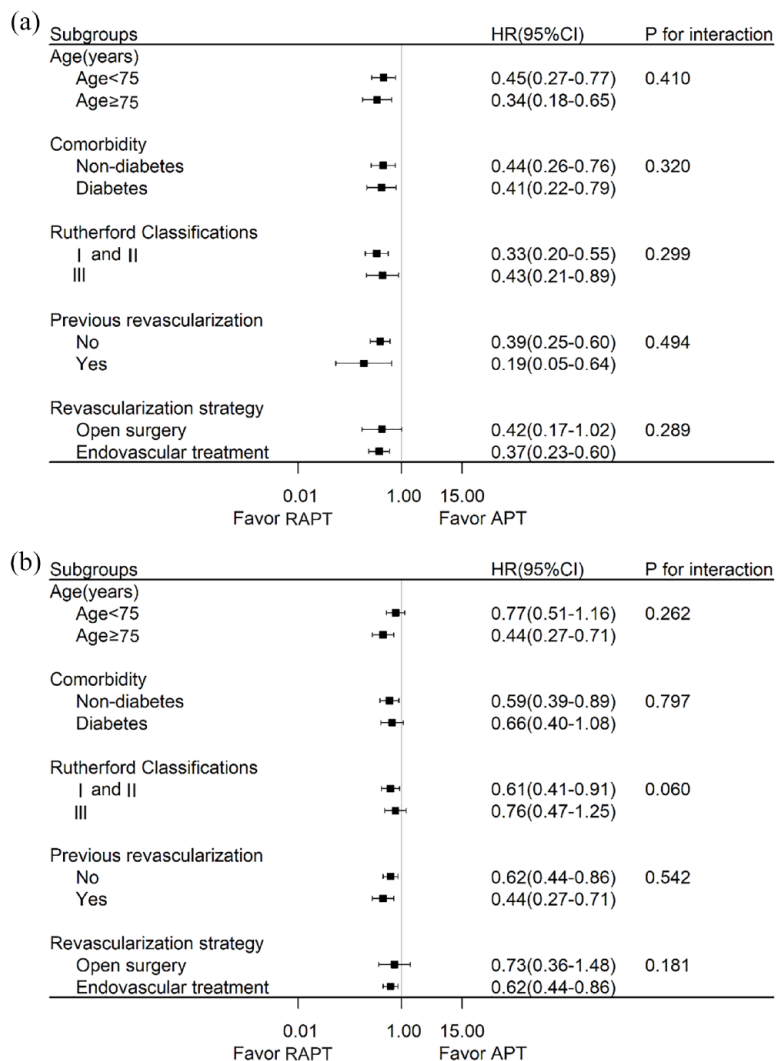 (a)
Subgroups HR(95%CI) P for interaction
Age(years)
Age<75 0.45(0.27-0.77) 0.410
Age≥75 0.34(0.18-0.65)
Comorbidity
Non-diabetes 0.44(0.26-0.76) 0.320
Diabetes 0.41(0.22-0.79)
Rutherford Classifications
I and II 0.33(0.20-0.55) 0.299
III 0.43(0.21-0.89)
Previous revascularization
No 0.39(0.25-0.60) 0.494
Yes 0.19(0.05-0.64)
Revascularization strategy
Open surgery 0.42(0.17-1.02) 0.289
Endovascular treatment 0.37(0.23-0.60)
0.01 1.00 15.00
Favor RAPT Favor APT
(b)
Subgroups HR(95%CI) P for interaction
Age(years)
Age<75 0.77(0.51-1.16) 0.262
Age≥75 0.44(0.27-0.71)
Comorbidity
Non-diabetes 0.59(0.39-0.89) 0.797
Diabetes 0.66(0.40-1.08)
Rutherford Classifications
I and II 0.61(0.41-0.91) 0.060
III 0.76(0.47-1.25)
Previous revascularization
No 0.62(0.44-0.86) 0.542
Yes 0.44(0.27-0.71)
Revascularization strategy
Open surgery 0.73(0.36-1.48) 0.181
Endovascular treatment 0.62(0.44-0.86)
0.01 1.00 15.00
Favor RAPT Favor APT